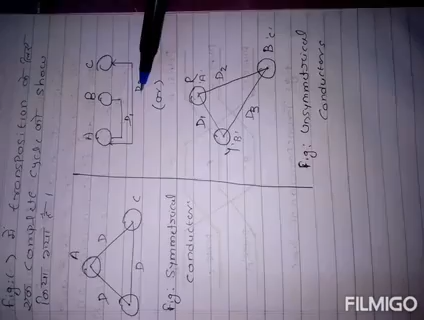 Fig:( ) में transposition के लिए
एक complete cycle को show
किया गया है।
A
D
D
D
C
Fig: Symmetrical
conductor
A
B
C
D
D
(or)
R
(A)
D1
D2
D3
Y(B)
B(C)
Fig: Unsymmetrical
conductors
FILMIGO